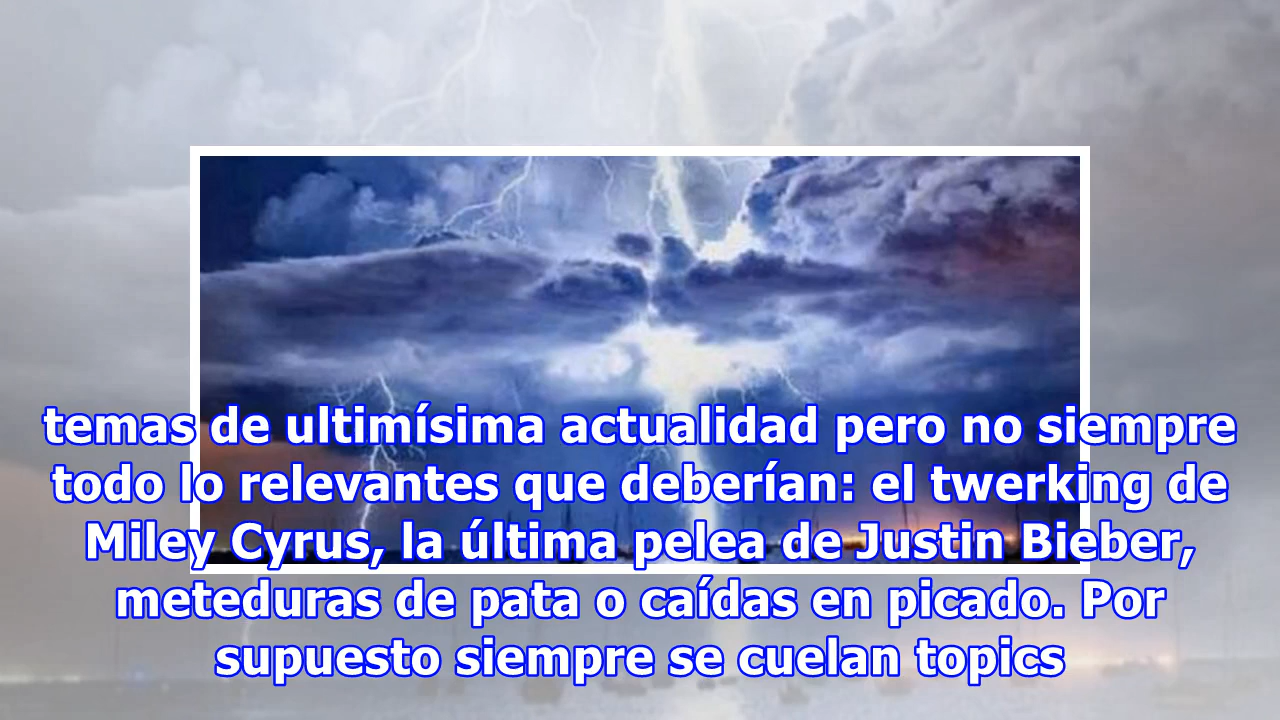 temas de ultimísima actualidad pero no siempre
todo lo relevantes que deberían: el twerking de
Miley Cyrus, la última pelea de Justin Bieber,
meteduras de pata o caídas en picado. Por
supuesto siempre se cuelan topics